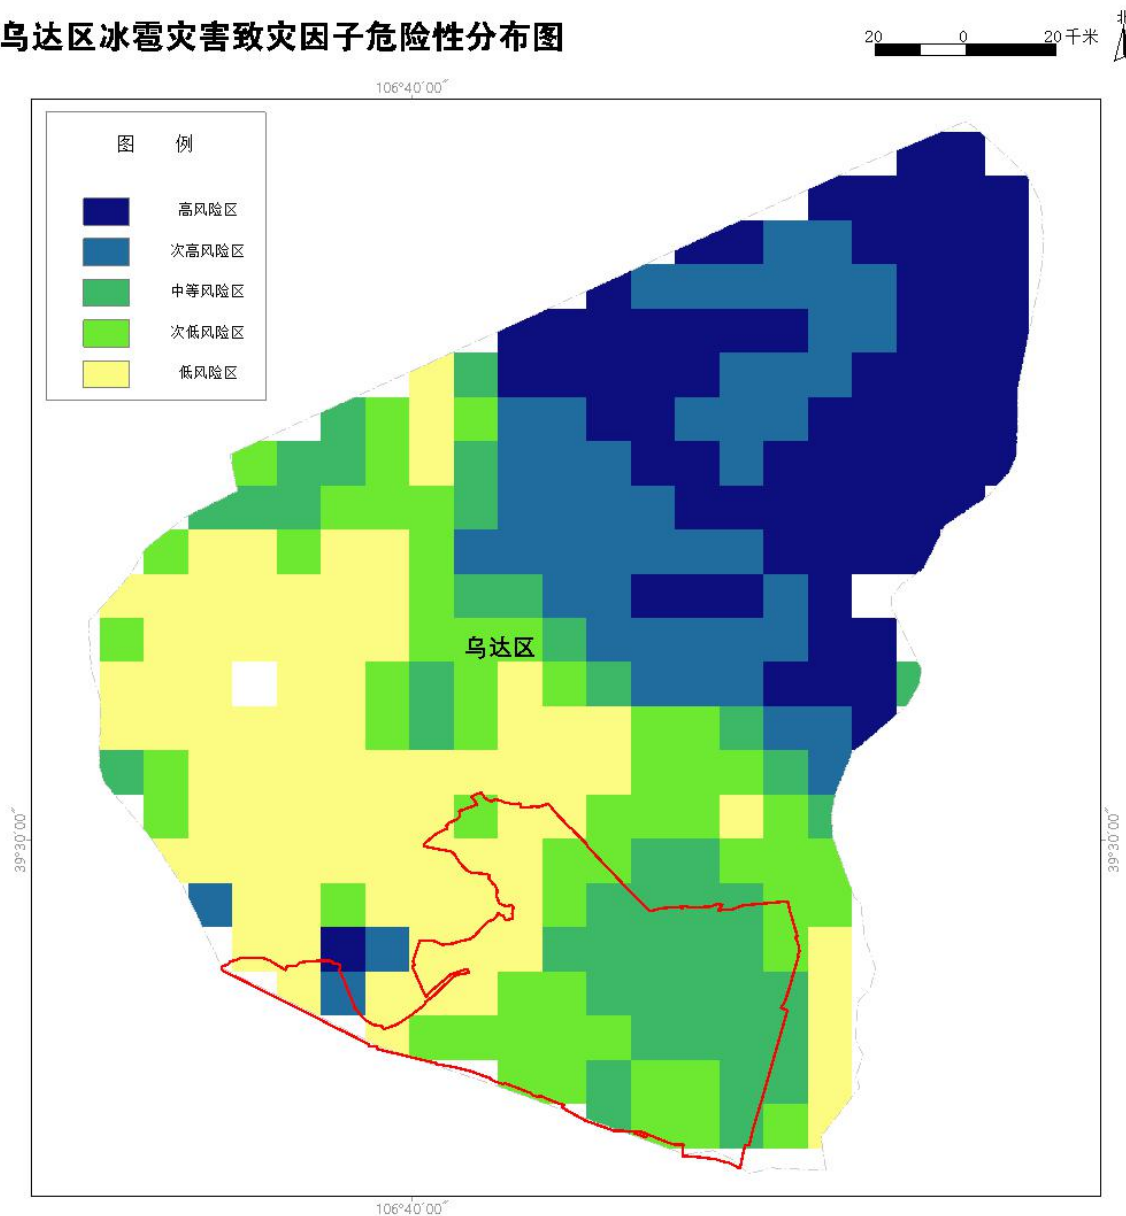 乌达区冰雹灾害致灾因子危险性分布图
20 0 20千米
北
106°40′00″
图 例
高风险区
次高风险区
中等风险区
次低风险区
低风险区
乌达区
39°30′00″
39°30′00″
106°40′00″